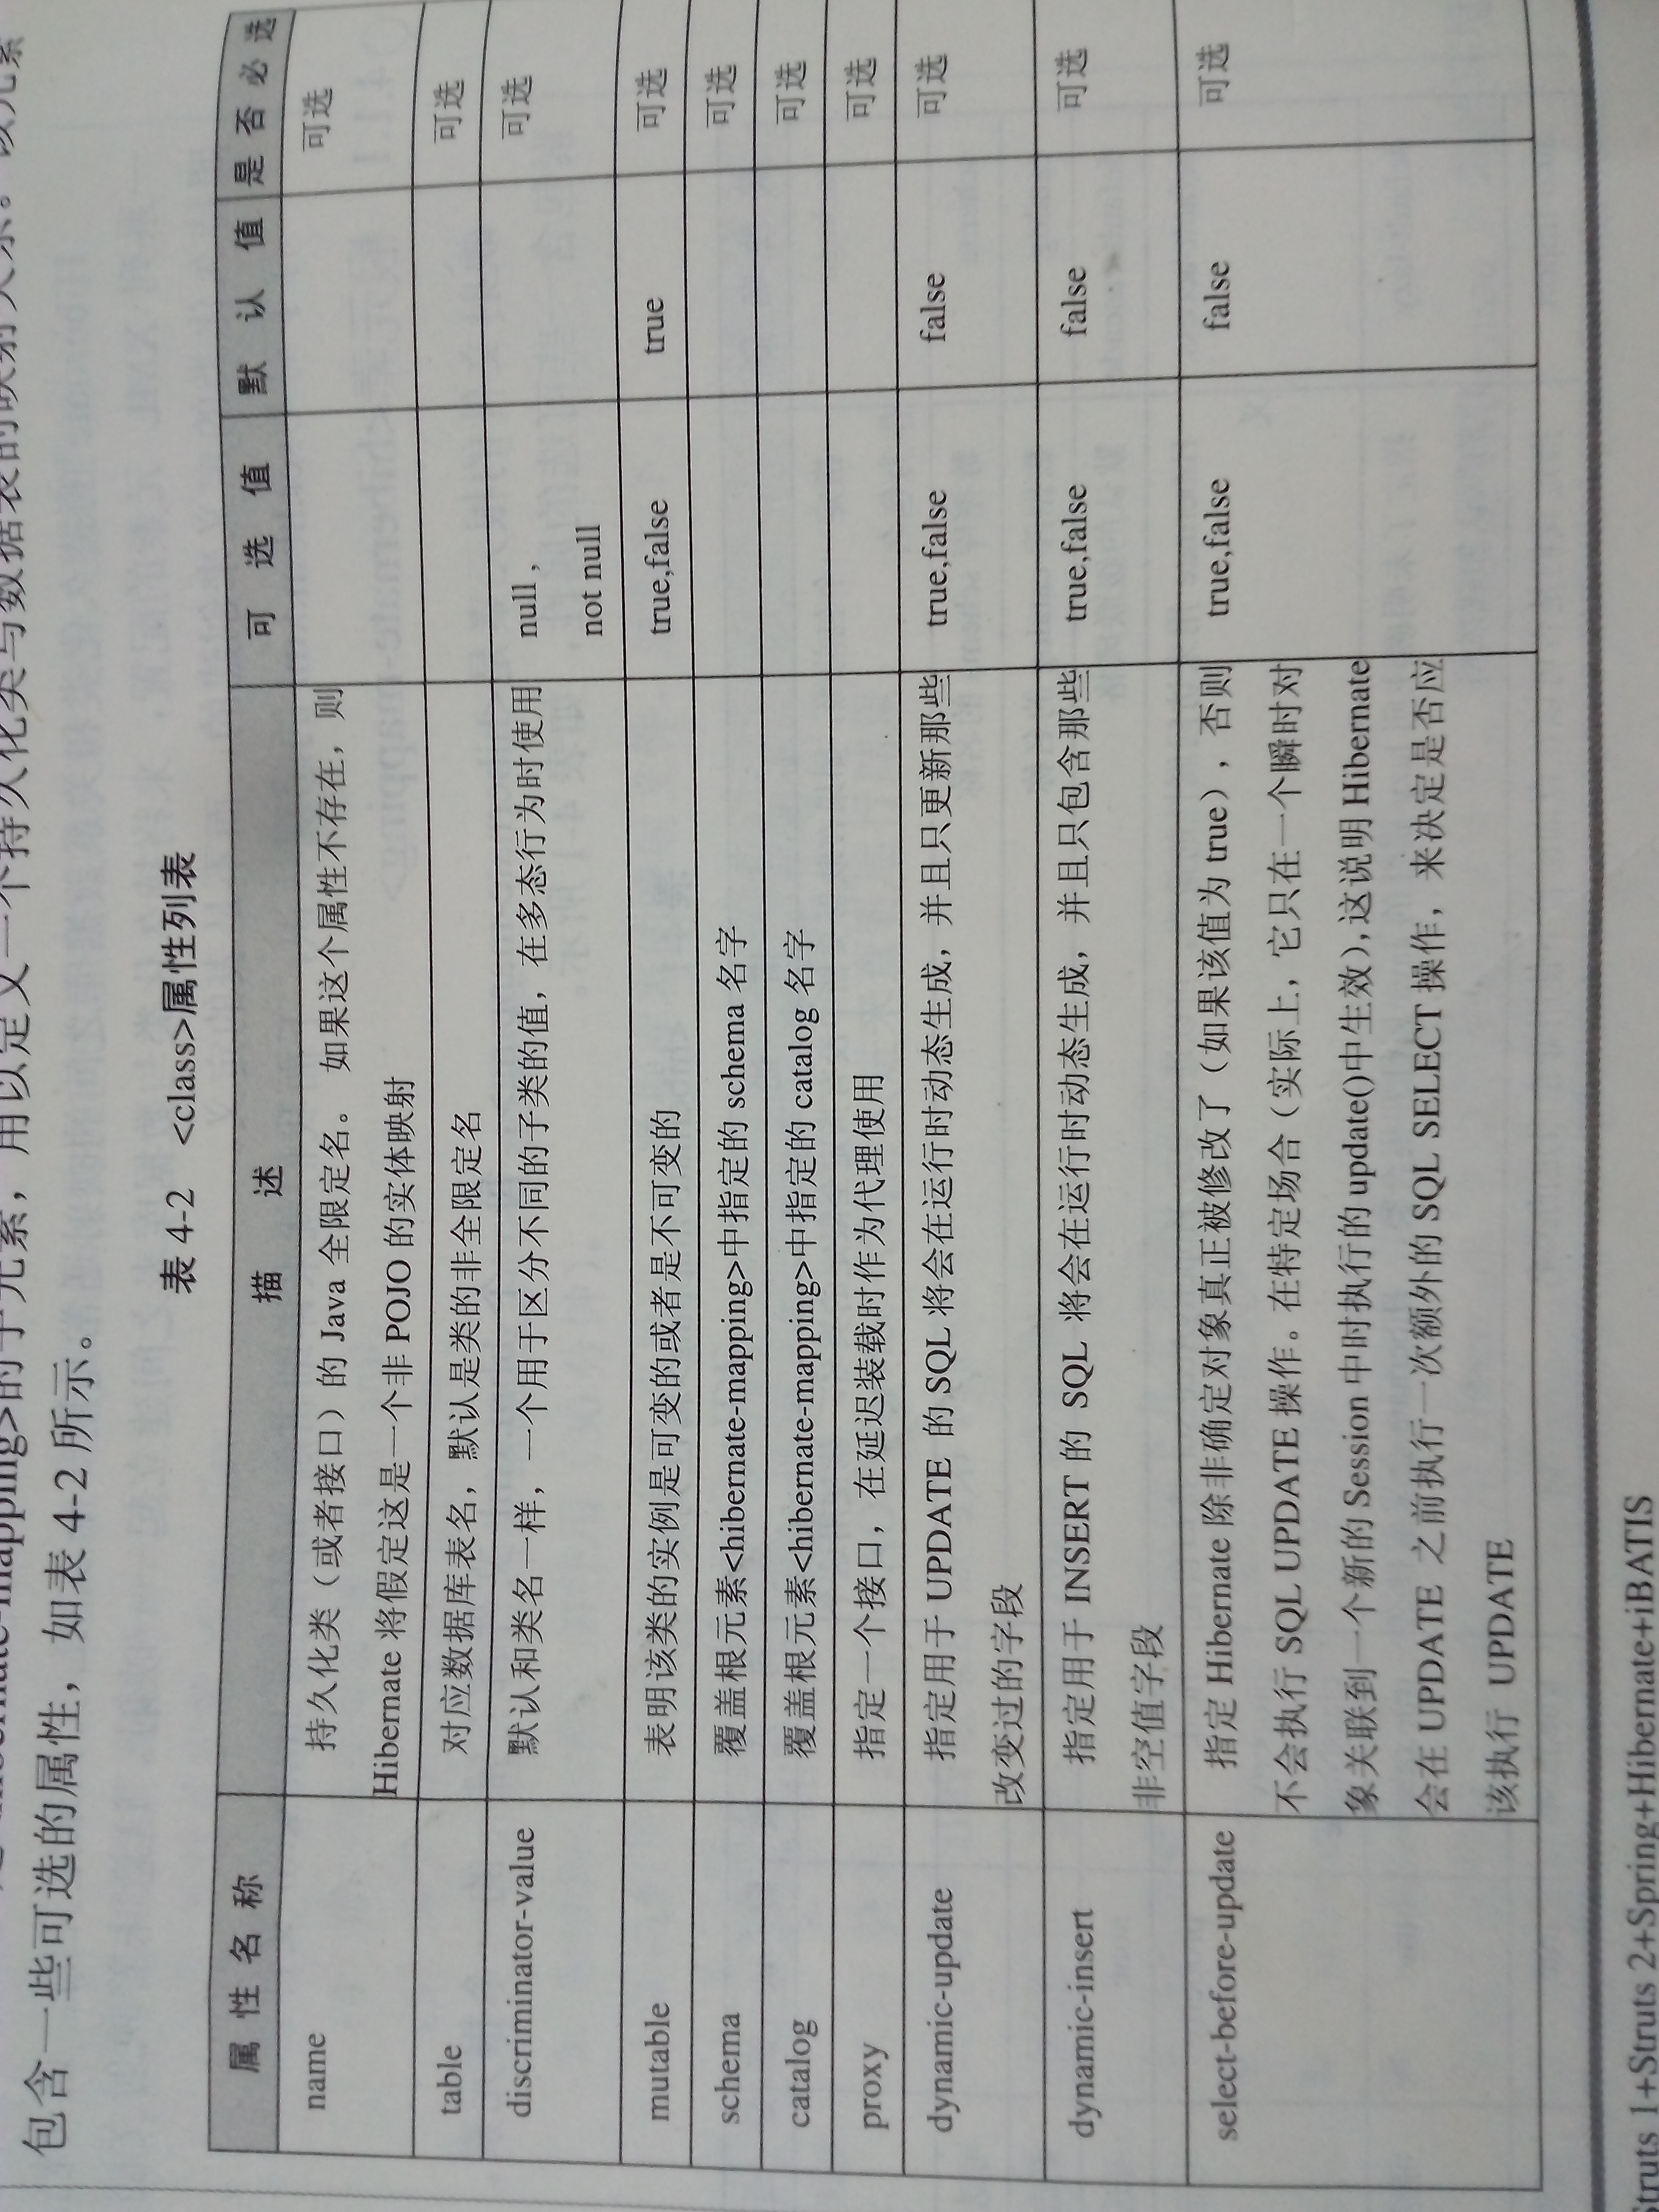 <hibernate-mapping>的子元素，用以定义一个持久化类与数据表的映射关系。该元素
包含一些可选的属性，如表 4-2 所示。
表 4-2 <class>属性列表
属性名称 描述 可选值 默认值 是否必选
name 持久化类（或者接口）的 Java 全限定名。 如果这个属性不存在，则 可选
Hibernate 将假定这是一个非 POJO 的实体映射
table 对应数据库表名，默认是类的非全限定名 可选
discriminator-value 默认和类名一样，一个用于区分不同的子类的值，在多态行为时使用 null , 可选
not null
mutable 表明该类的实例是可变的或者是不可变的 true,false true 可选
schema 覆盖根元素<hibernate-mapping>中指定的 schema 名字 可选
catalog 覆盖根元素<hibernate-mapping>中指定的 catalog 名字 可选
proxy 指定一个接口，在延迟装载时作为代理使用 可选
dynamic-update 指定用于 UPDATE 的 SQL 将会在运行时动态生成，并且只更新那些 true,false false 可选
改变过的字段
dynamic-insert 指定用于 INSERT 的 SQL 将会在运行时动态生成，并且只包含那些 true,false false 可选
非空值字段
select-before-update 指定 Hibernate 除非确定对象真正被修改了（如果该值为 true），否则 true,false false 可选
不会执行 SQL UPDATE 操作。在特定场合（实际上，它只在一个瞬时对
象关联到一个新的 Session 中时执行的 update()中生效），这说明 Hibernate
会在 UPDATE 之前执行一次额外的 SQL SELECT 操作，来决定是否应
该执行 UPDATE
Struts 1+Struts 2+Spring+Hibernate+iBATIS